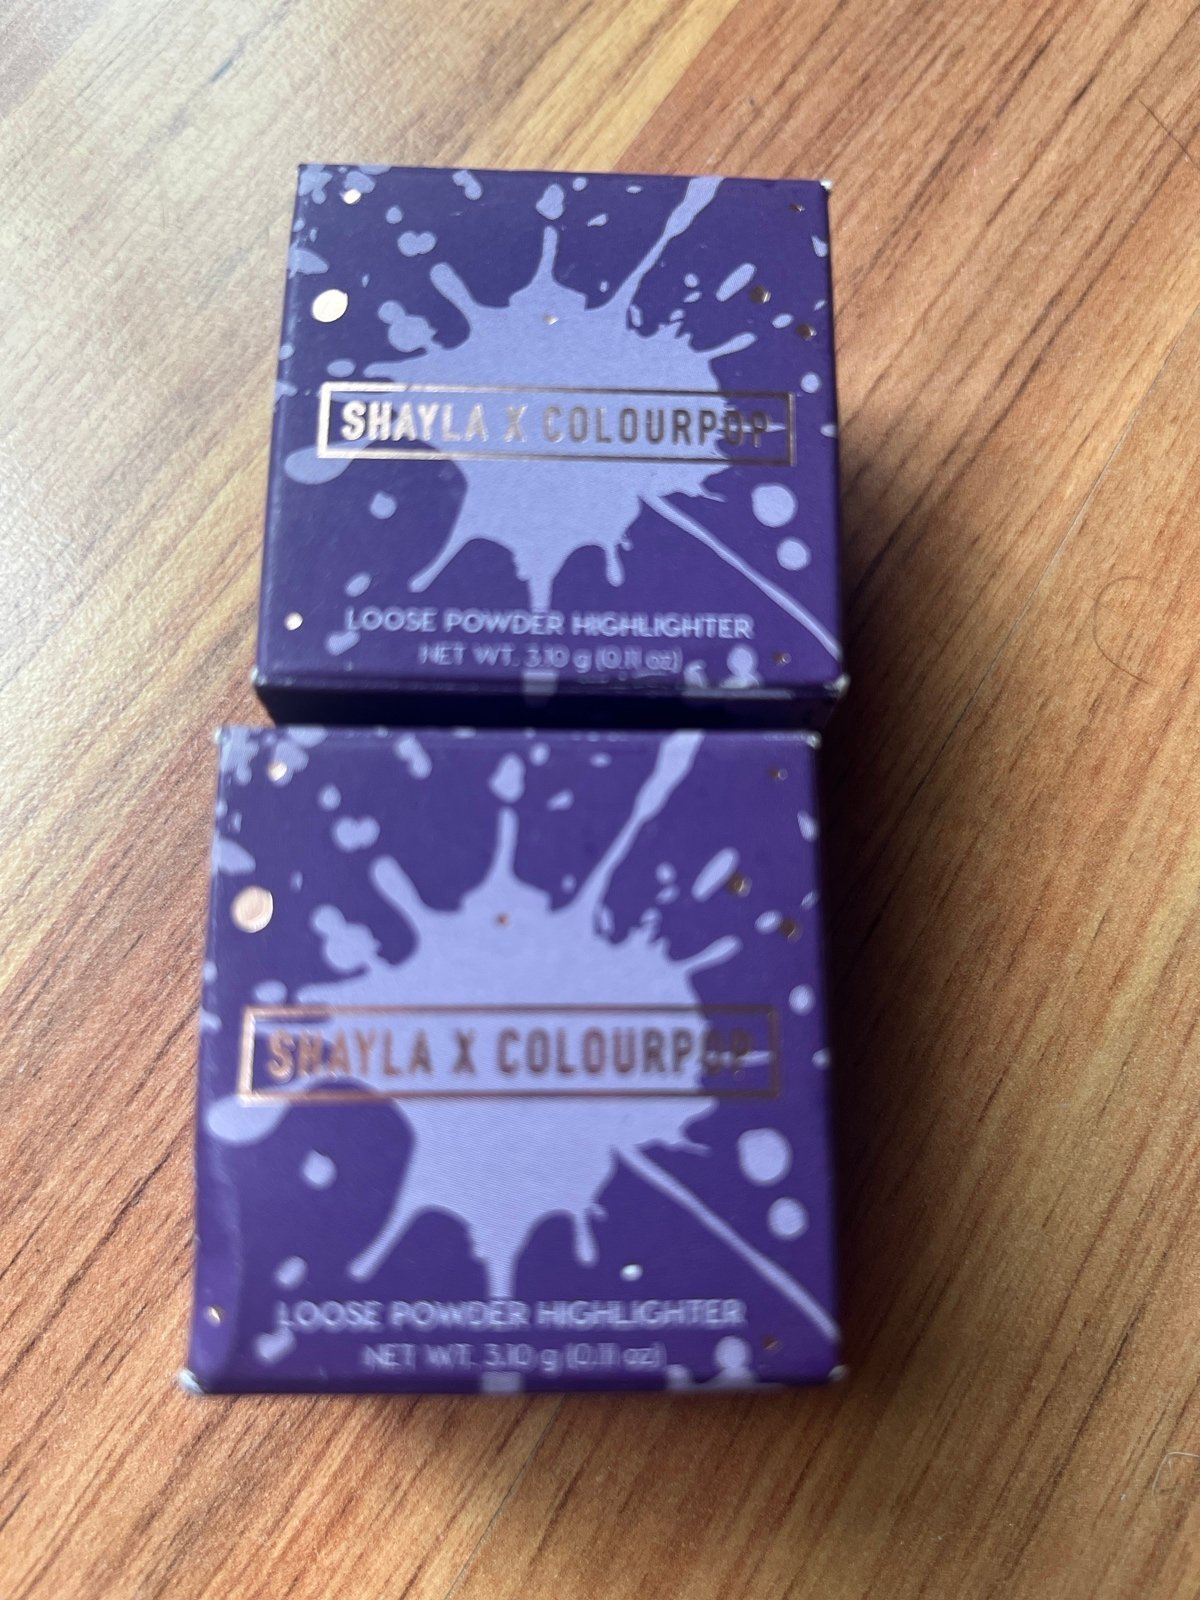 SHAYLA X COLOURPOP
LOOSE POWDER HIGHLIGHTER
NET WT. 3.10 g (0.11 oz)
SHAYLA X COLOURPOP
LOOSE POWDER HIGHLIGHTER
NET WT. 3.10 g (0.11 oz)